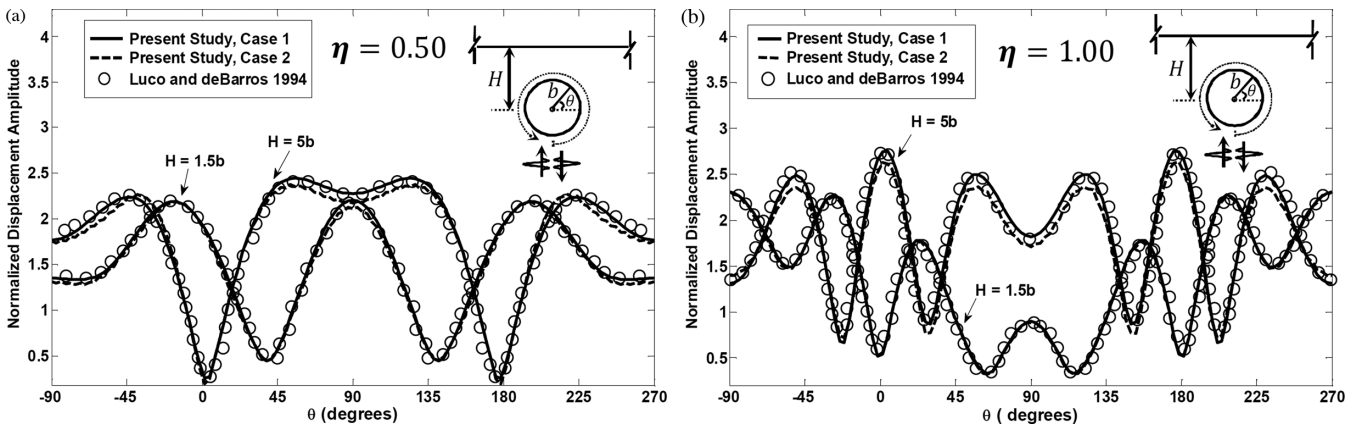 (a)
Present Study, Case 1
Present Study, Case 2
Luco and deBarros 1994
η = 0.50
H
b
θ
H = 1.5b
H = 5b
Normalized Displacement Amplitude
4
3.5
3
2.5
2
1.5
1
0.5
-90
-45
0
45
90
135
180
225
270
θ (degrees)
(b)
Present Study, Case 1
Present Study, Case 2
Luco and deBarros 1994
η = 1.00
H
b
θ
H = 5b
H = 1.5b
Normalized Displacement Amplitude
4
3.5
3
2.5
2
1.5
1
0.5
-90
-45
0
45
90
135
180
225
270
θ ( degrees)